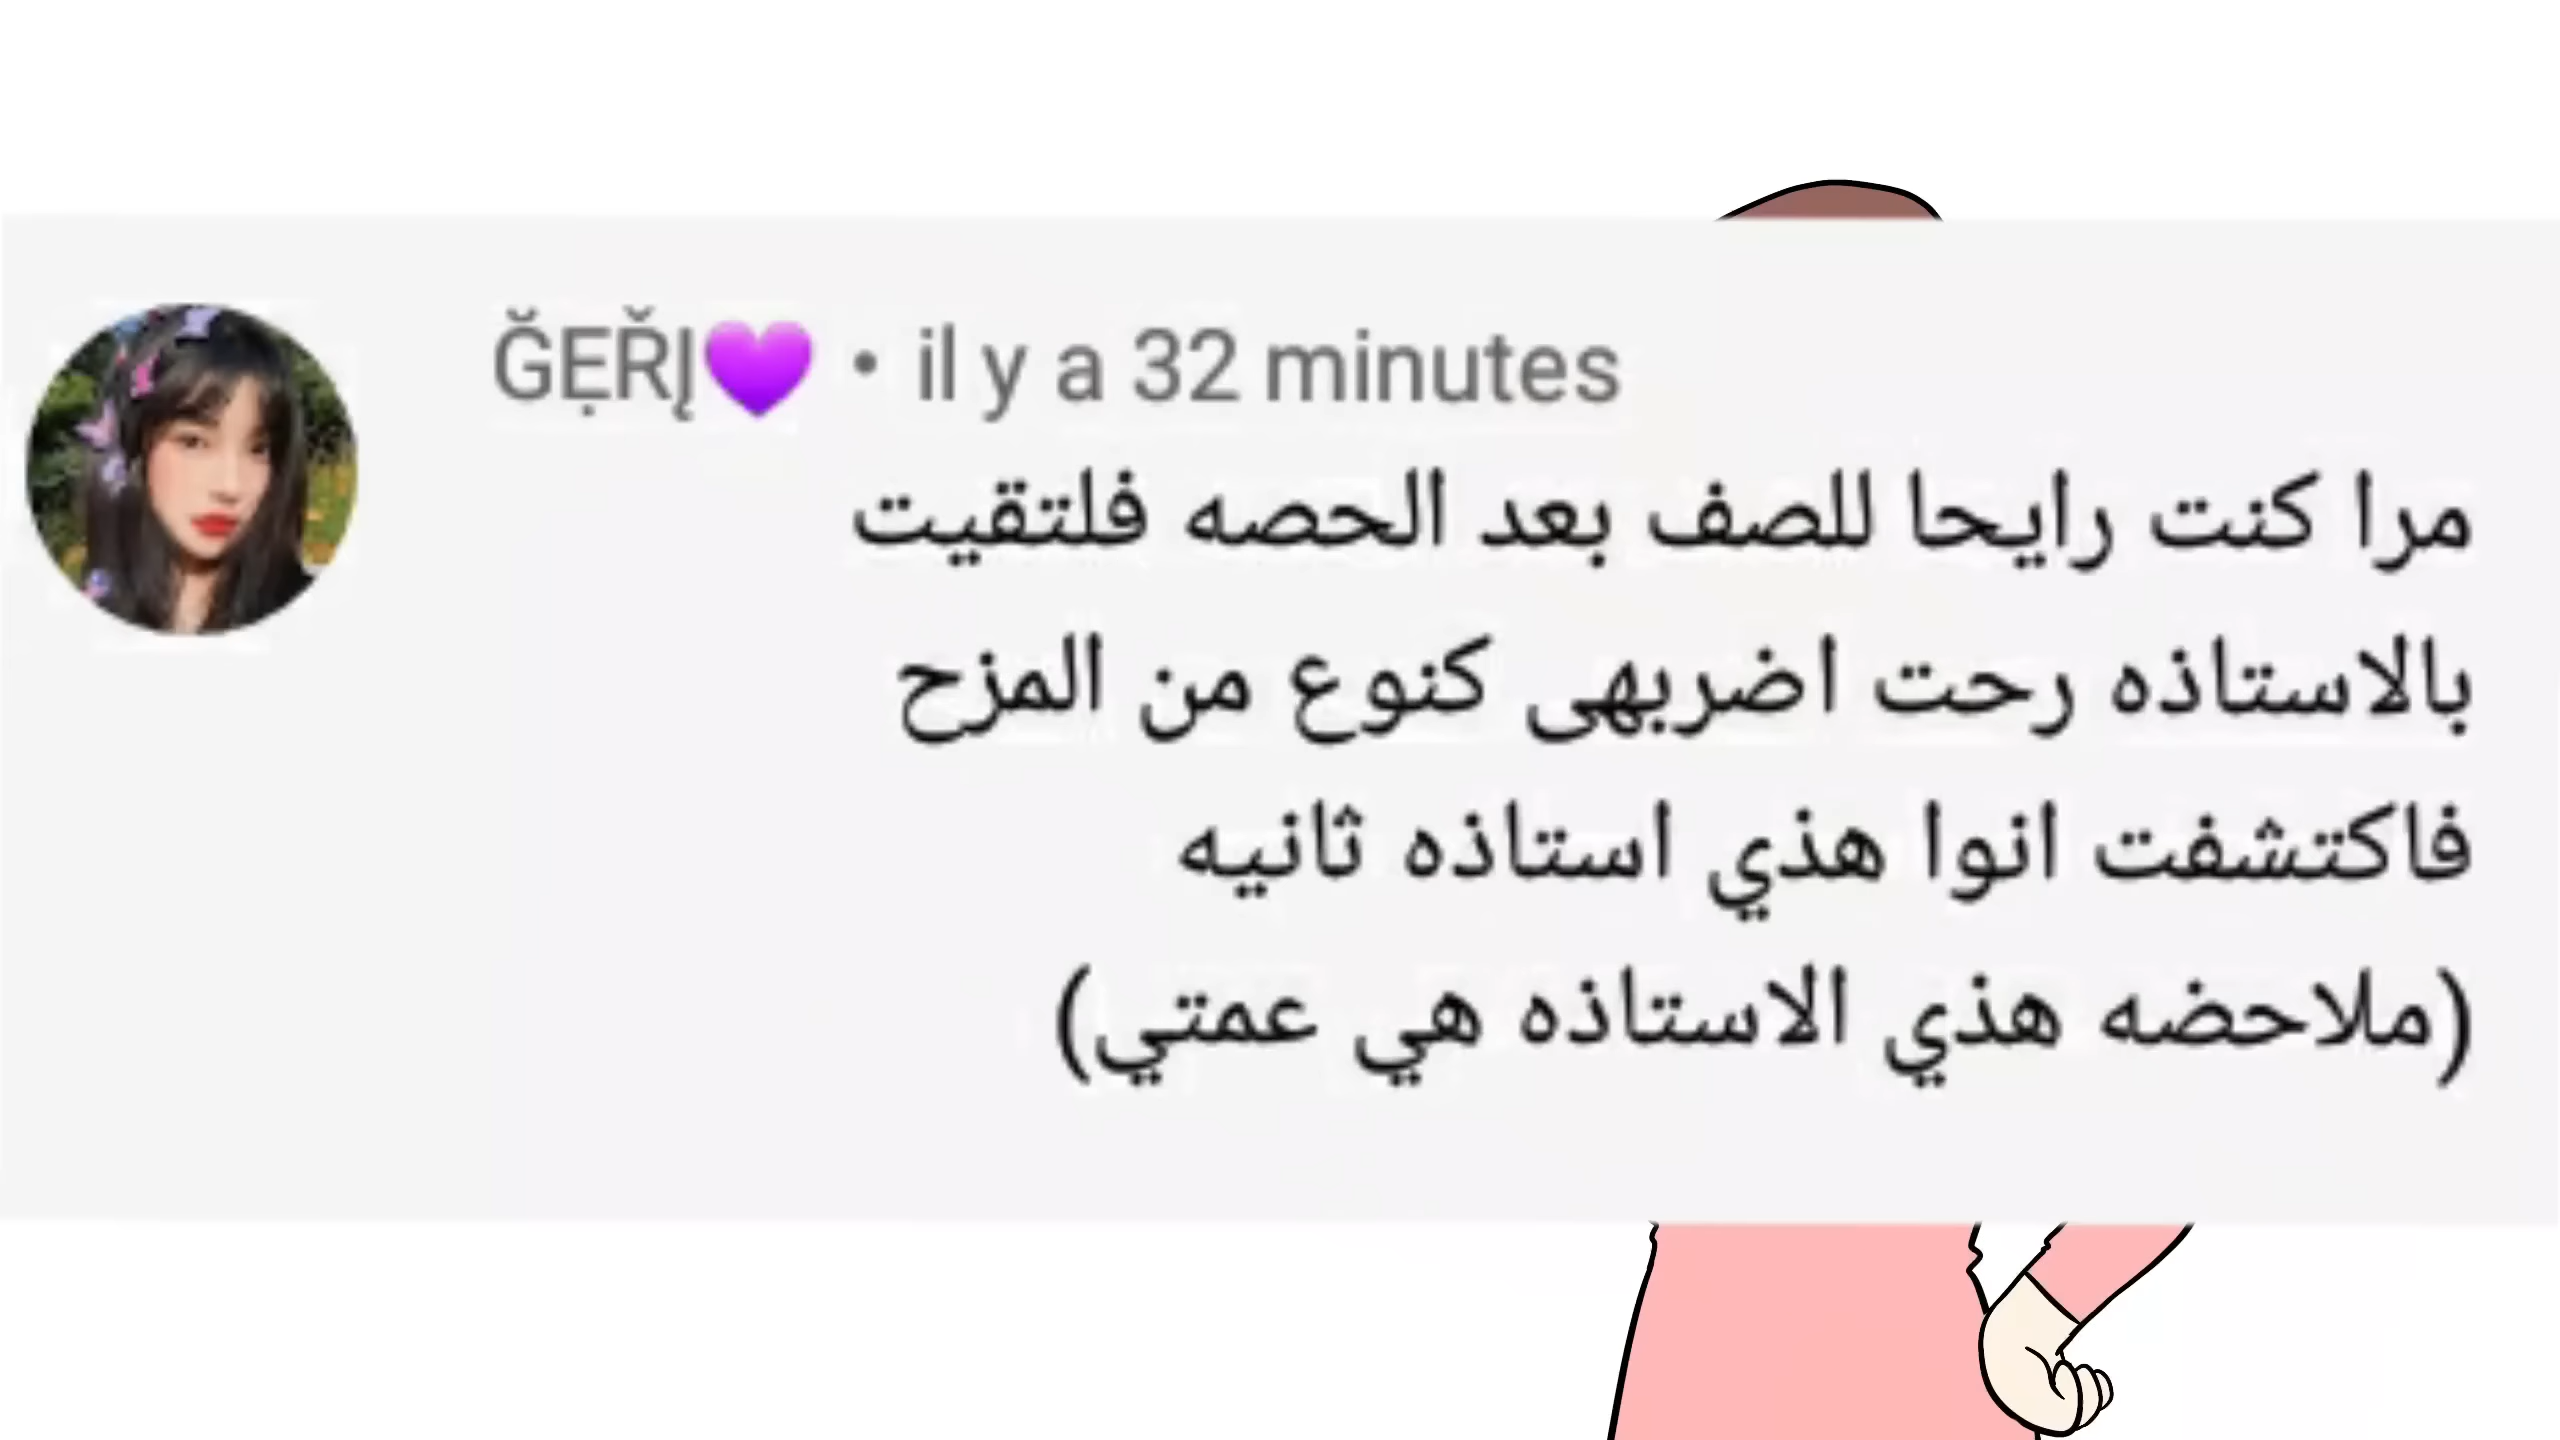 ĞẸŘĮ💜 • il y a 32 minutes
مرا كنت رايحا للصف بعد الحصه فلتقيت
بالاستاذه رحت اضربهى كنوع من المزح
فاكتشفت انوا هذي استاذه ثانيه
(ملاحضه هذي الاستاذه هي عمتي)